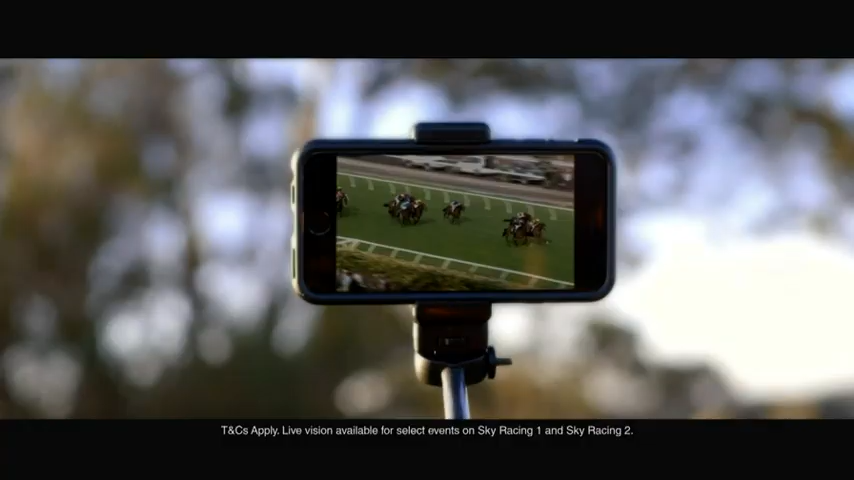 T&Cs Apply. Live vision available for select events on Sky Racing 1 and Sky Racing 2.